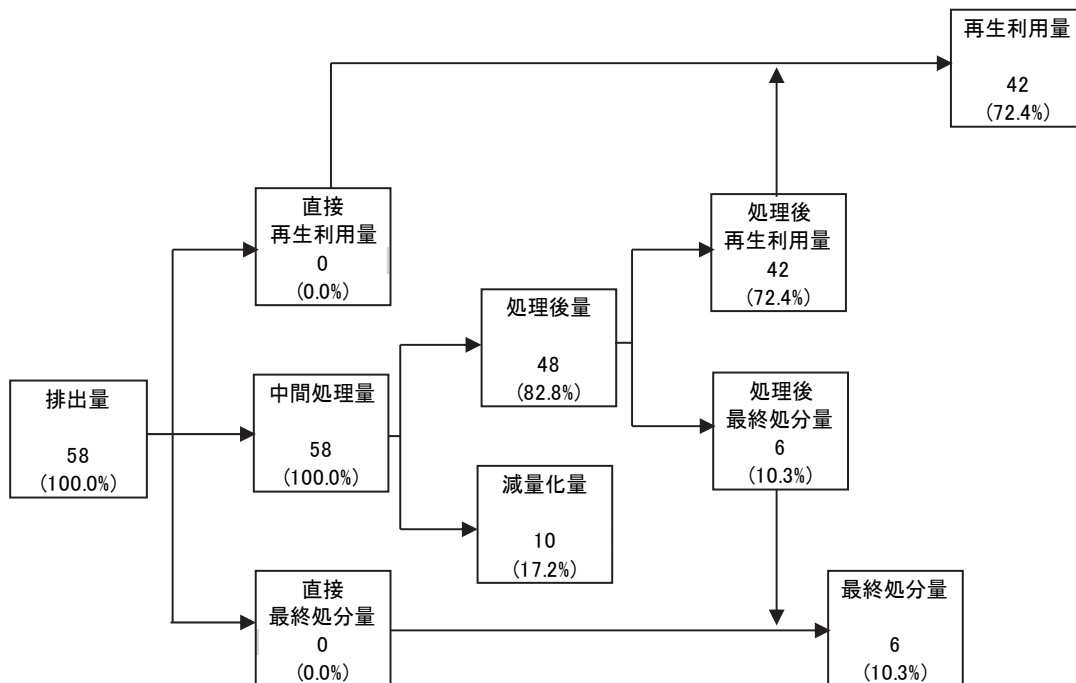 再生利用量
42
(72.4%)
直接
再生利用量
0
(0.0%)
処理後
再生利用量
42
(72.4%)
処理後量
48
(82.8%)
排出量
58
(100.0%)
中間処理量
58
(100.0%)
処理後
最終処分量
6
(10.3%)
減量化量
10
(17.2%)
直接
最終処分量
0
(0.0%)
最終処分量
6
(10.3%)